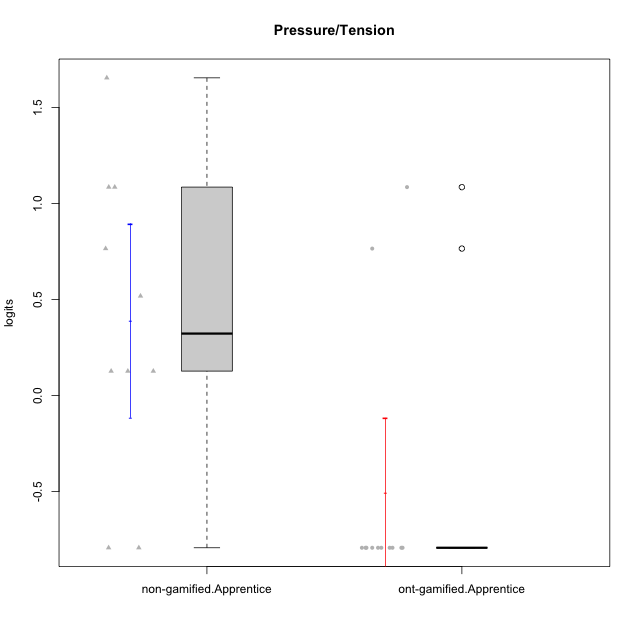 Pressure/Tension
logits
1.5
1.0
0.5
0.0
-0.5
non-gamified.Apprentice
ont-gamified.Apprentice